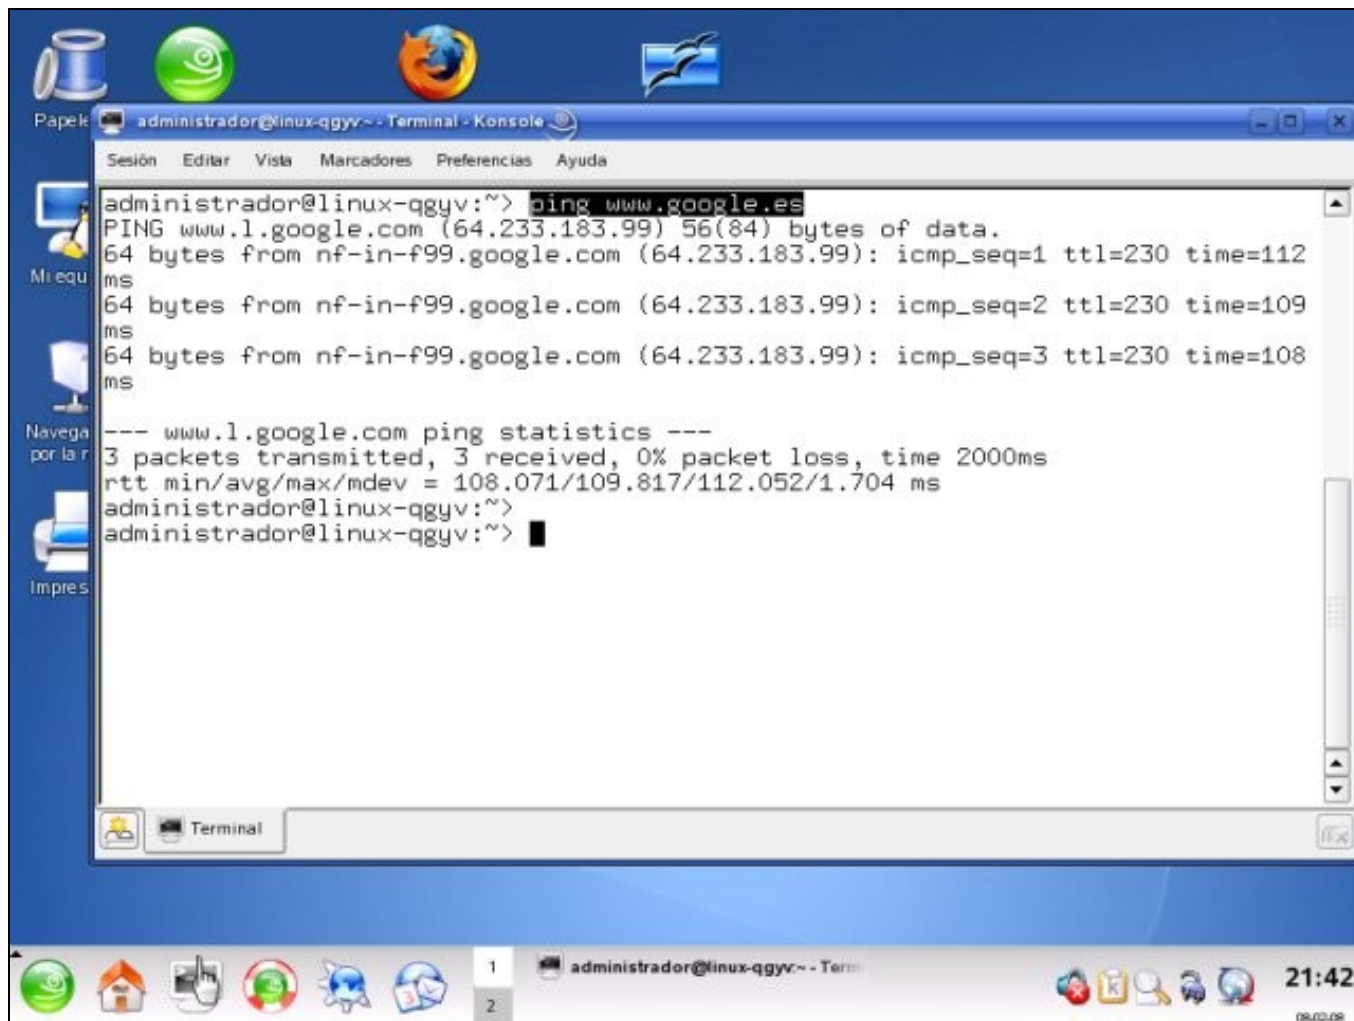 Papele
administrador@linux-qgyv:~ - Terminal - Konsole
Sesión Editar Vista Marcadores Preferencias Ayuda
administrador@linux-qgyv:~> ping www.google.es
PING www.l.google.com (64.233.183.99) 56(84) bytes of data.
64 bytes from nf-in-f99.google.com (64.233.183.99): icmp_seq=1 ttl=230 time=112
ms
64 bytes from nf-in-f99.google.com (64.233.183.99): icmp_seq=2 ttl=230 time=109
ms
64 bytes from nf-in-f99.google.com (64.233.183.99): icmp_seq=3 ttl=230 time=108
ms
--- www.l.google.com ping statistics ---
3 packets transmitted, 3 received, 0% packet loss, time 2000ms
rtt min/avg/max/mdev = 108.071/109.817/112.052/1.704 ms
administrador@linux-qgyv:~>
administrador@linux-qgyv:~>
Mi equ
Navega
por la r
Impres
Terminal
1
2
administrador@linux-qgyv:~ - Term
21:42
08.02.08